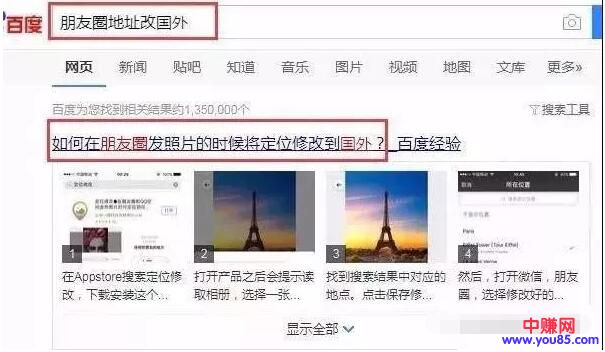 百度 朋友圈地址改国外
网页 新闻 贴吧 知道 音乐 图片 视频 地图 文库 更多»
百度为您找到相关结果约1,350,000个 搜索工具
如何在朋友圈发照片的时候将定位修改到国外？_百度经验
打开
所在位置
Paris
1 2 3 4
在Appstore搜索定位修改，下载安装这个...
打开产品之后会提示读取相册，选择一张...
找到搜索结果中对应的地点。点击保存修...
然后，打开微信，朋友圈，选择修改好的...
显示全部
中赚网
www.you85.com